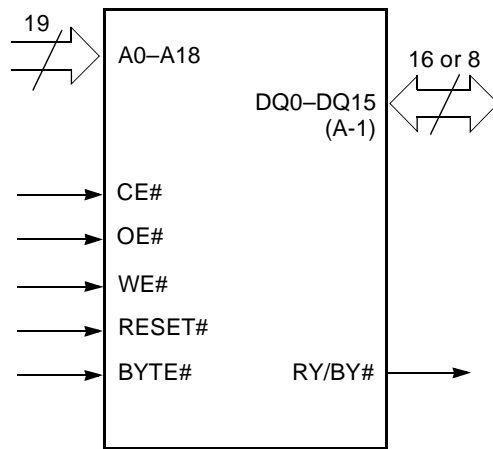 19
A0–A18
16 or 8
DQ0–DQ15
(A-1)
CE#
OE#
WE#
RESET#
BYTE#
RY/BY#